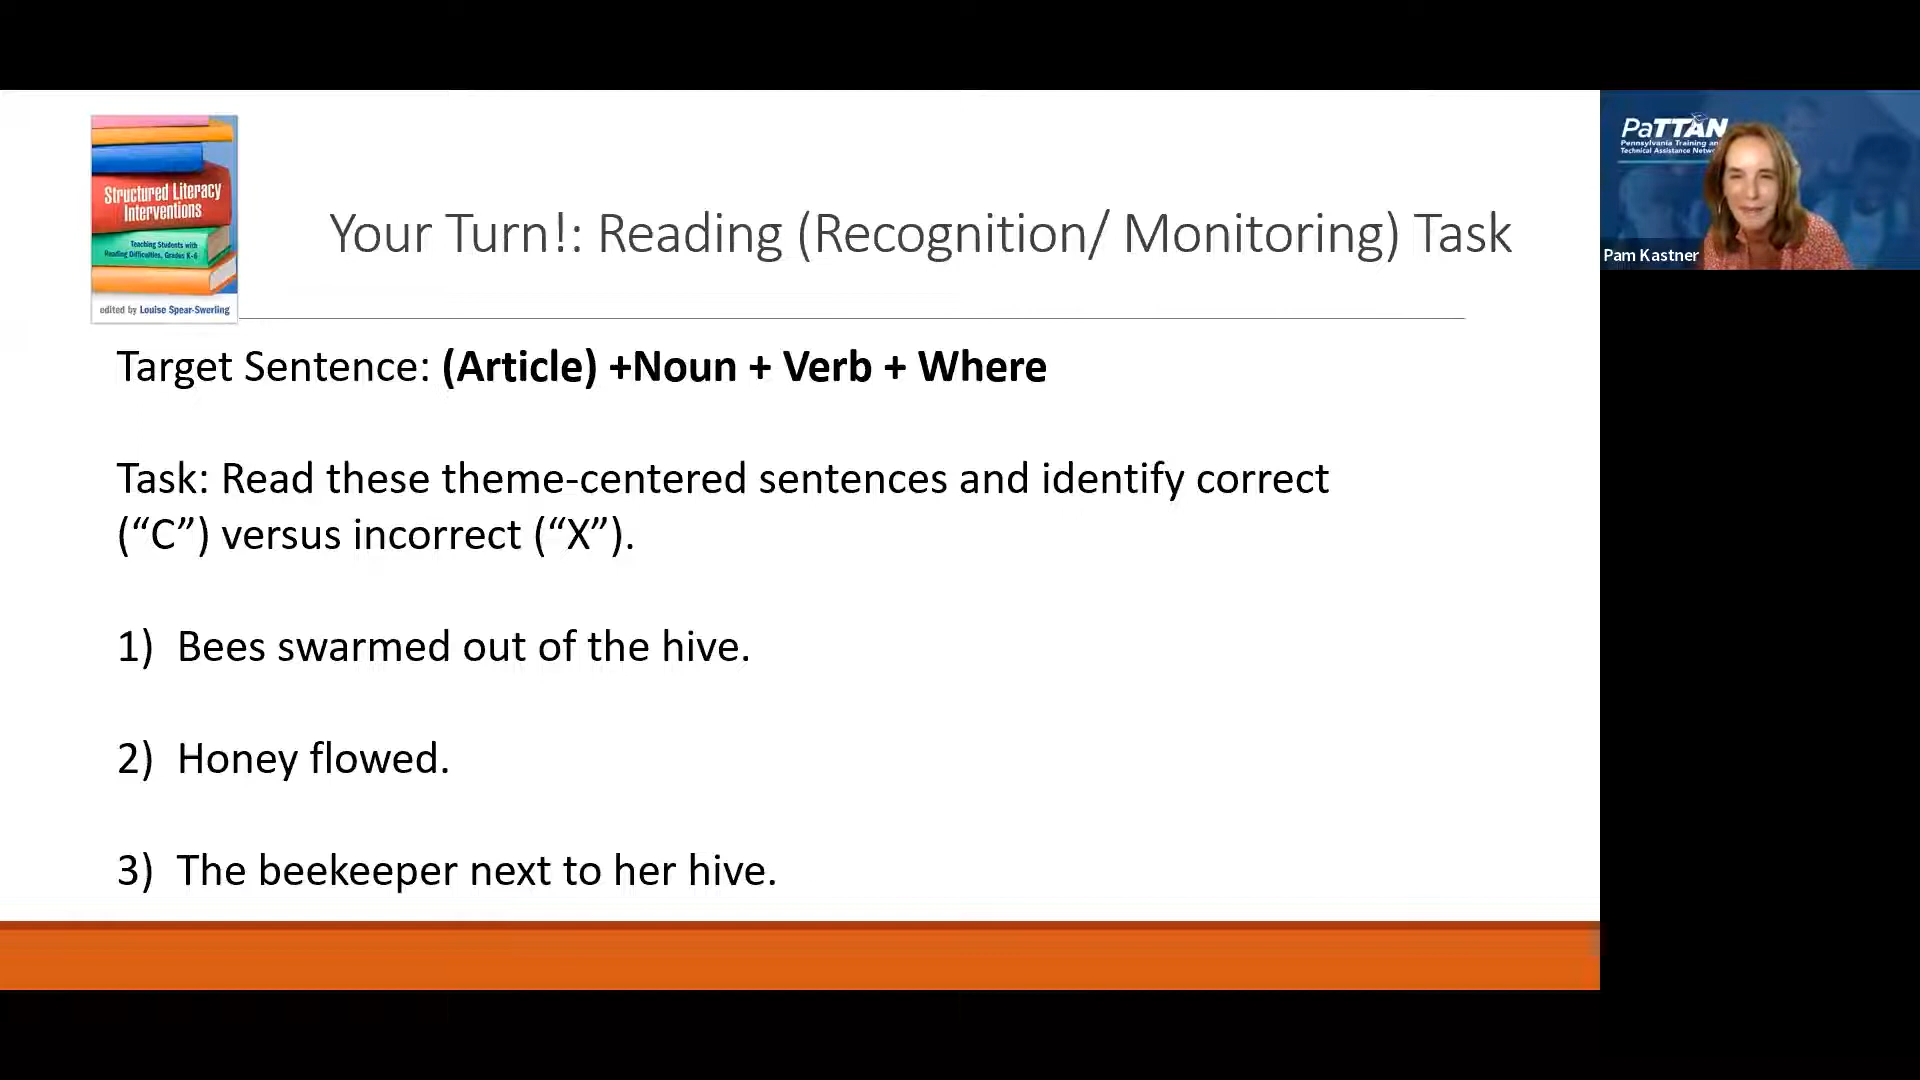 Structured Literacy
Interventions
Teaching Students with
Reading Difficulties, Grades K-6
edited by Louise Spear-Swerling
Your Turn!: Reading (Recognition/ Monitoring) Task
Target Sentence: (Article) +Noun + Verb + Where
Task: Read these theme-centered sentences and identify correct
(“C”) versus incorrect (“X”).
1) Bees swarmed out of the hive.
2) Honey flowed.
3) The beekeeper next to her hive.
PaTTAN
Pennsylvania Training an
Technical Assistance Netw
Pam Kastner